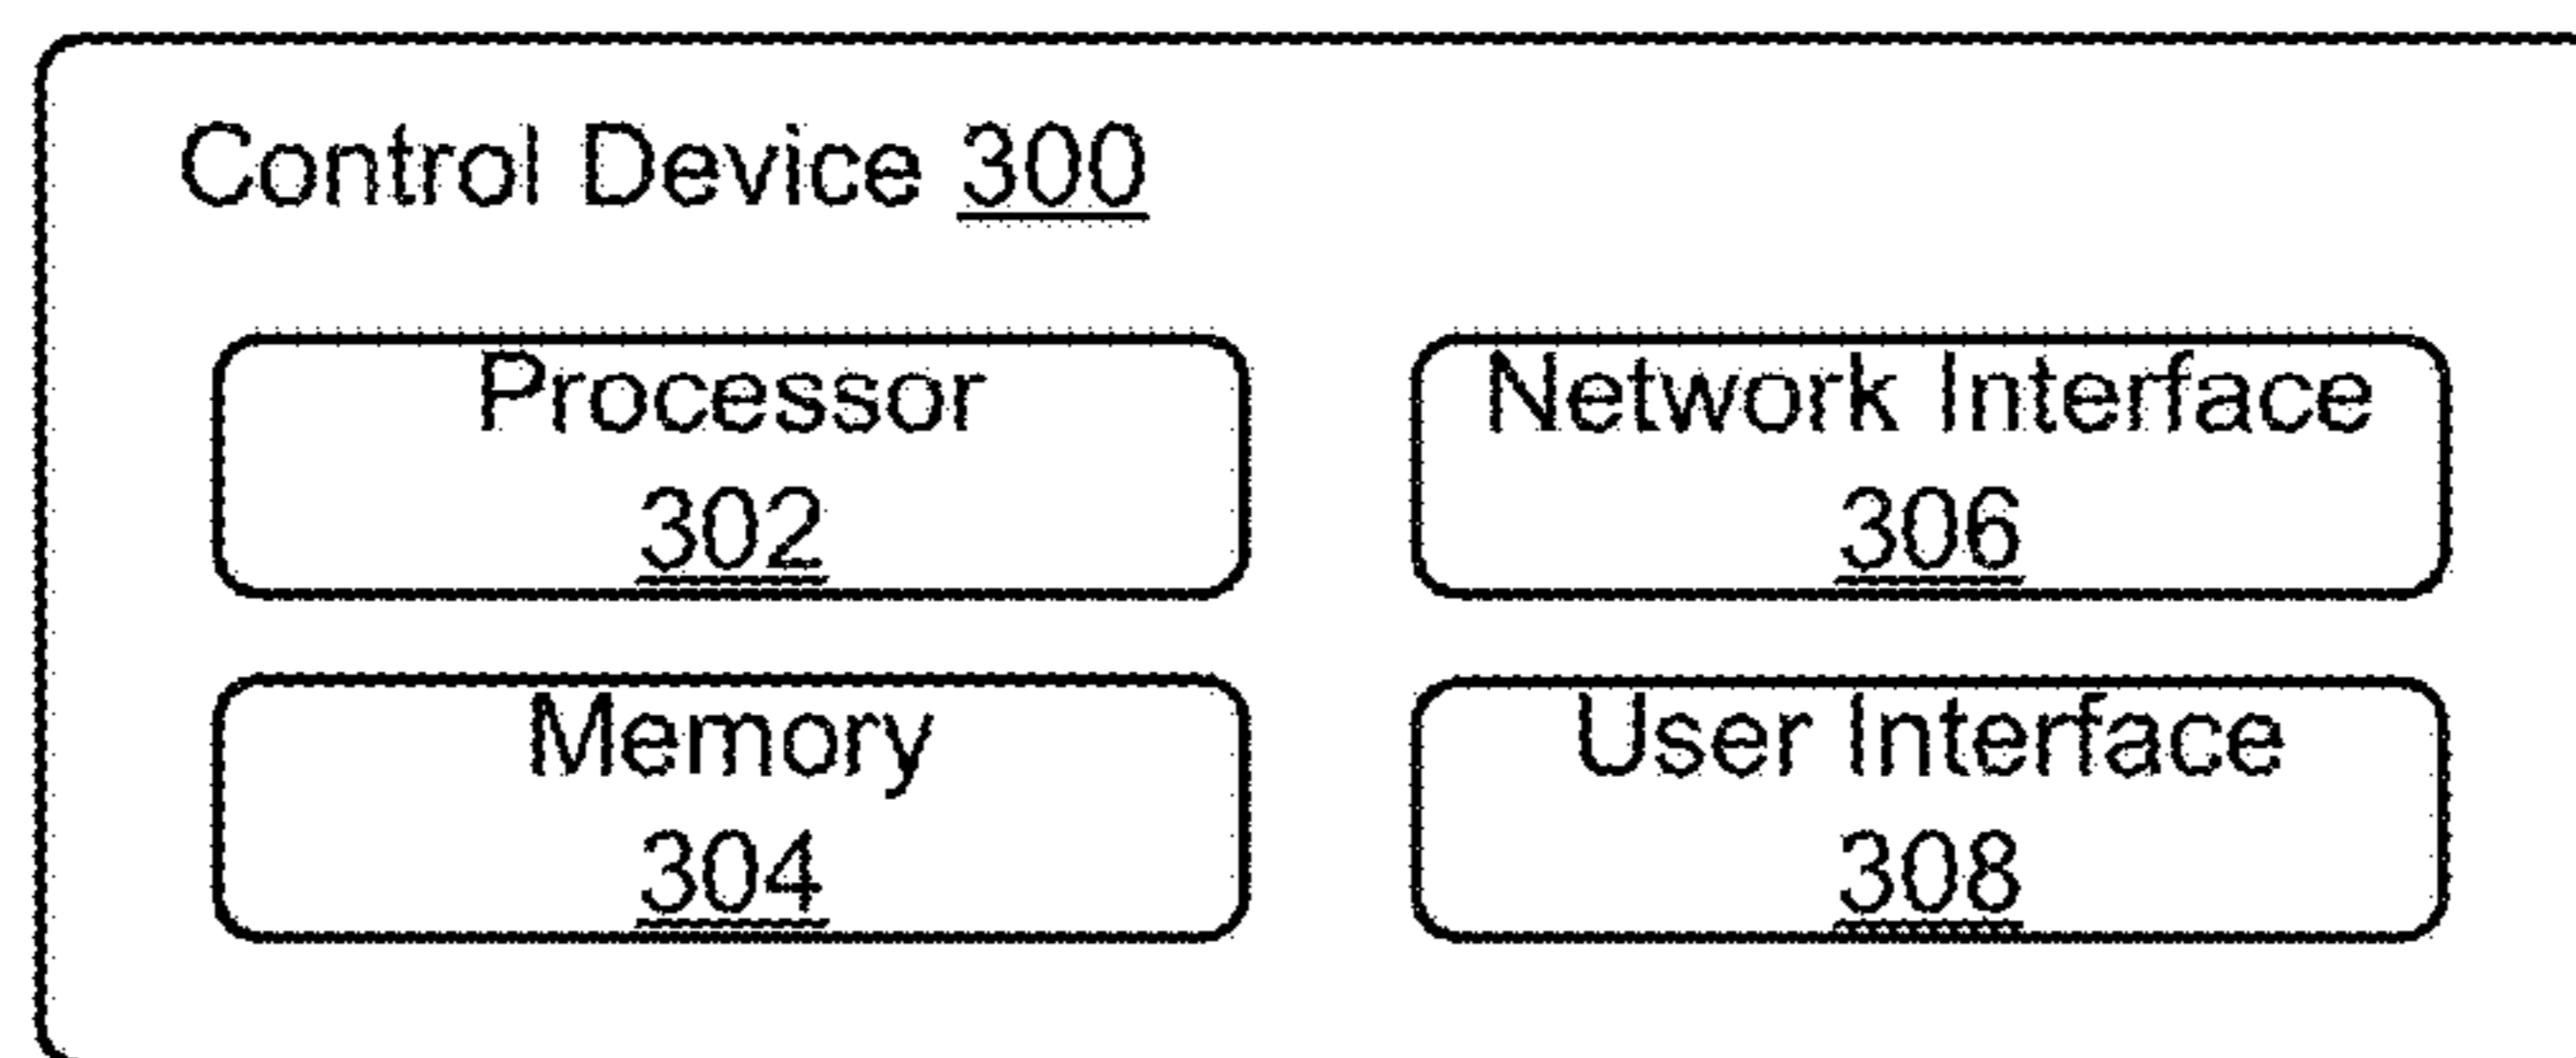 Control Device 300
Processor
302
Network Interface
306
Memory
304
User Interface
308